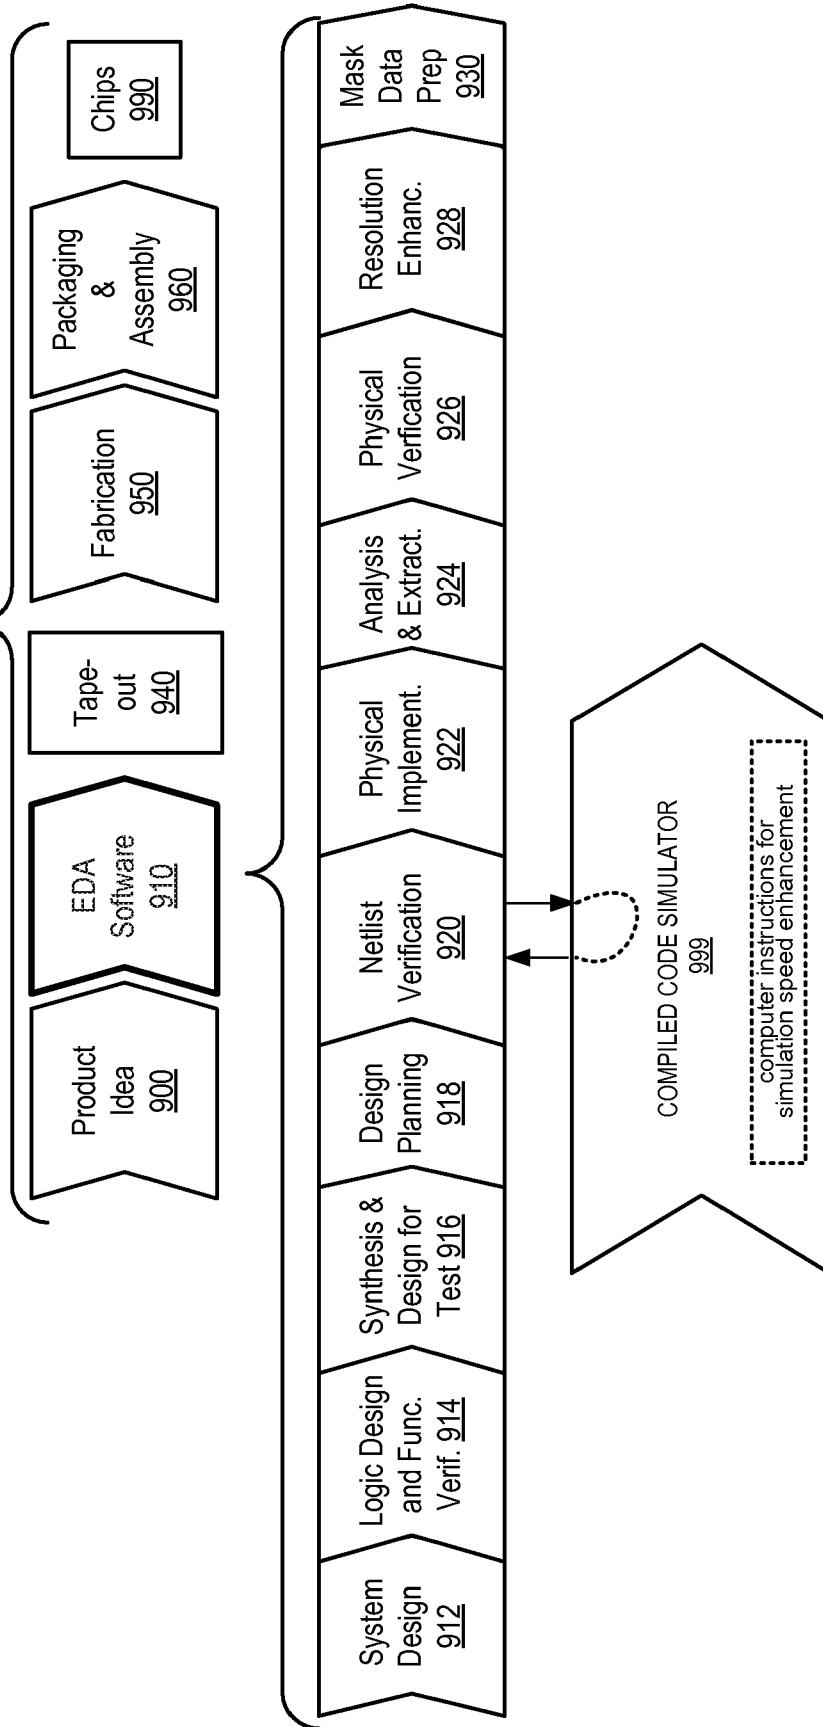 Product
Idea
900
EDA
Software
910
Tape-
out
940
Fabrication
950
Packaging
&
Assembly
960
Chips
990
System
Design
912
Logic Design
and Func.
Verif. 914
Synthesis &
Design for
Test 916
Design
Planning
918
Netlist
Verification
920
Physical
Implement.
922
Analysis
& Extract.
924
Physical
Verfication
926
Resolution
Enhanc.
928
Mask
Data
Prep
930
COMPILED CODE SIMULATOR
999
computer instructions for
simulation speed enhancement